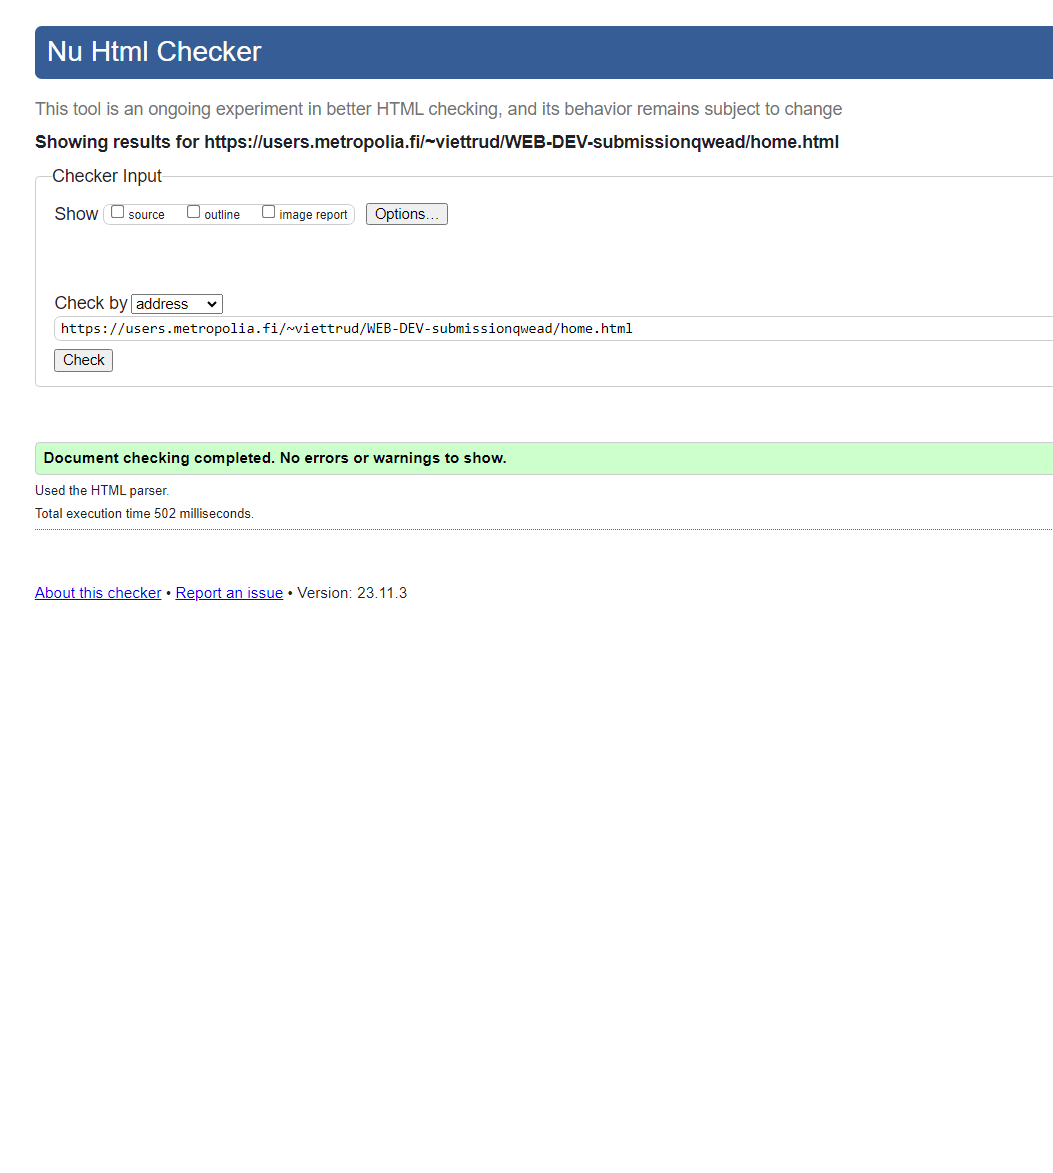 Nu Html Checker
This tool is an ongoing experiment in better HTML checking, and its behavior remains subject to change
Showing results for https://users.metropolia.fi/~viettrud/WEB-DEV-submissionqwead/home.html
Checker Input
Show source outline image report Options...
Check by address
https://users.metropolia.fi/~viettrud/WEB-DEV-submissionqwead/home.html
Check
Document checking completed. No errors or warnings to show.
Used the HTML parser.
Total execution time 502 milliseconds.
About this checker • Report an issue • Version: 23.11.3